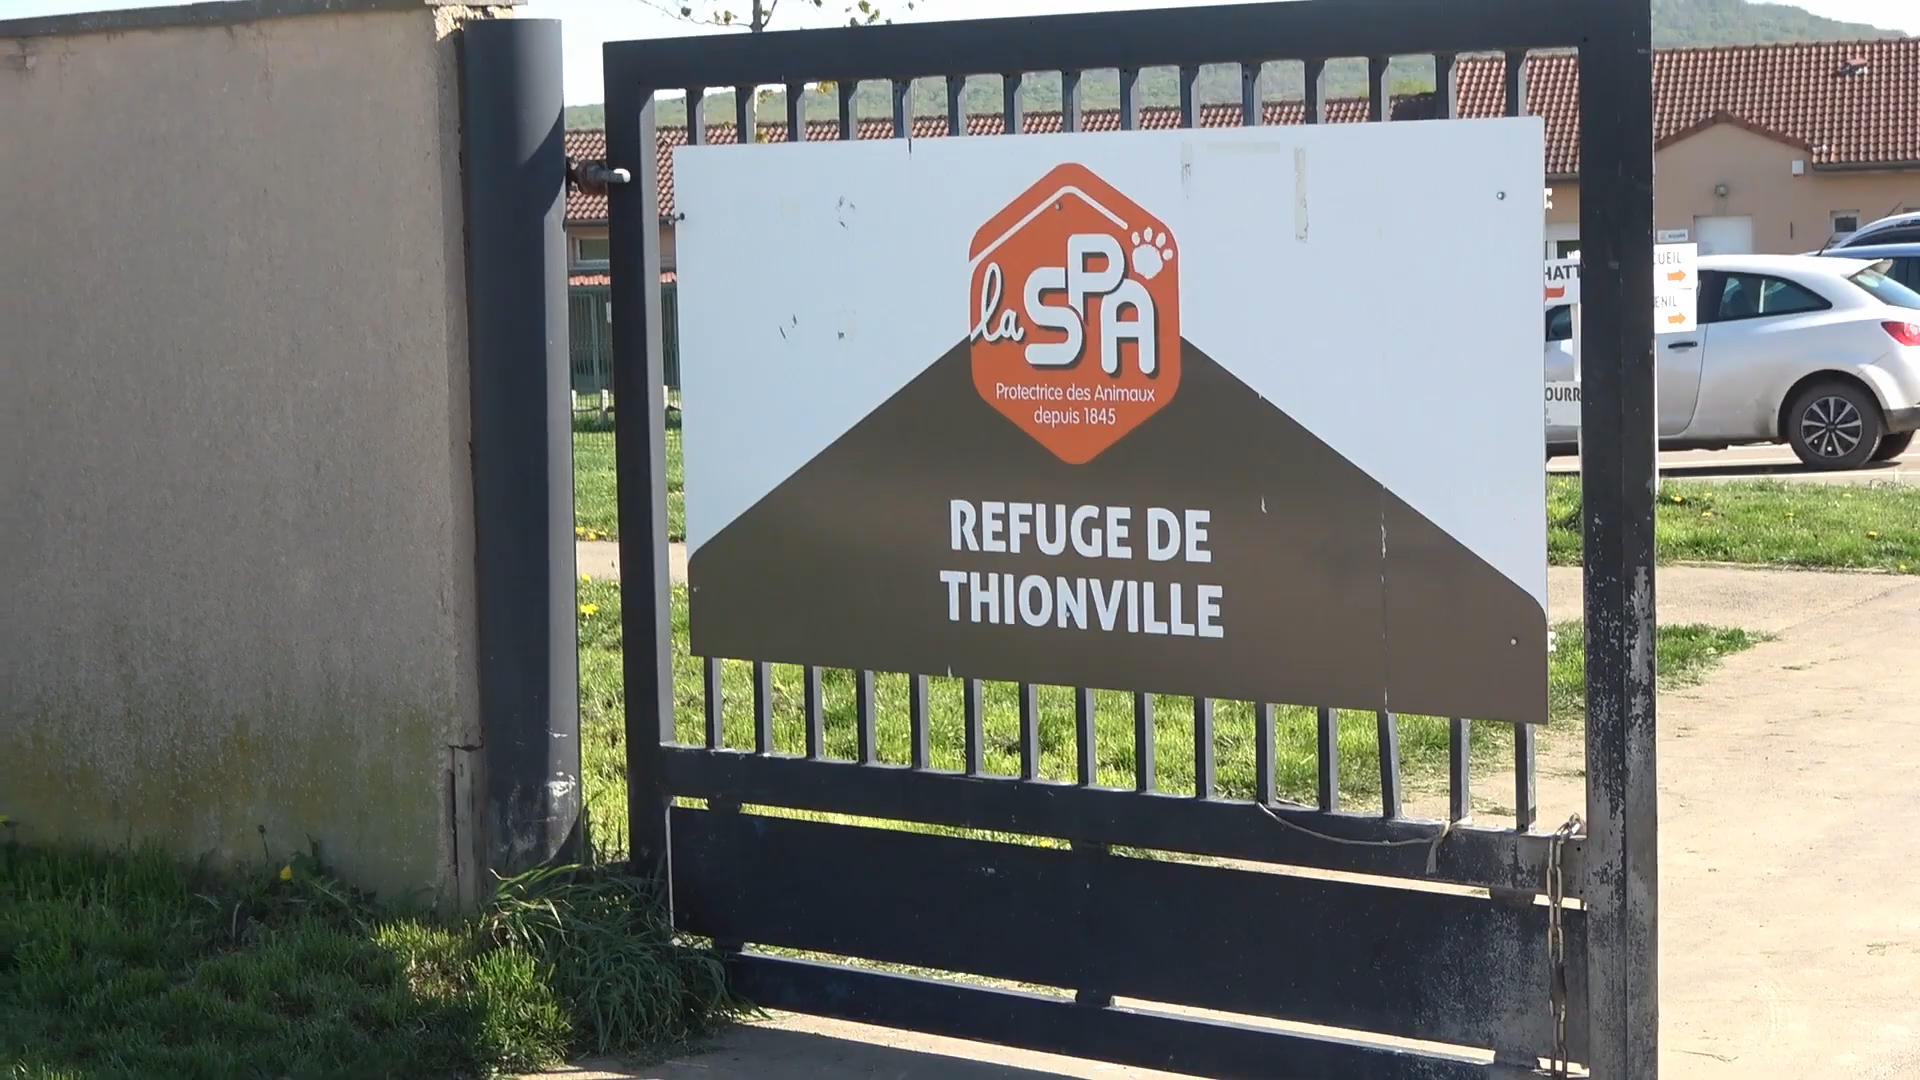 la SPA
Protectrice des Animaux
depuis 1845
REFUGE DE
THIONVILLE